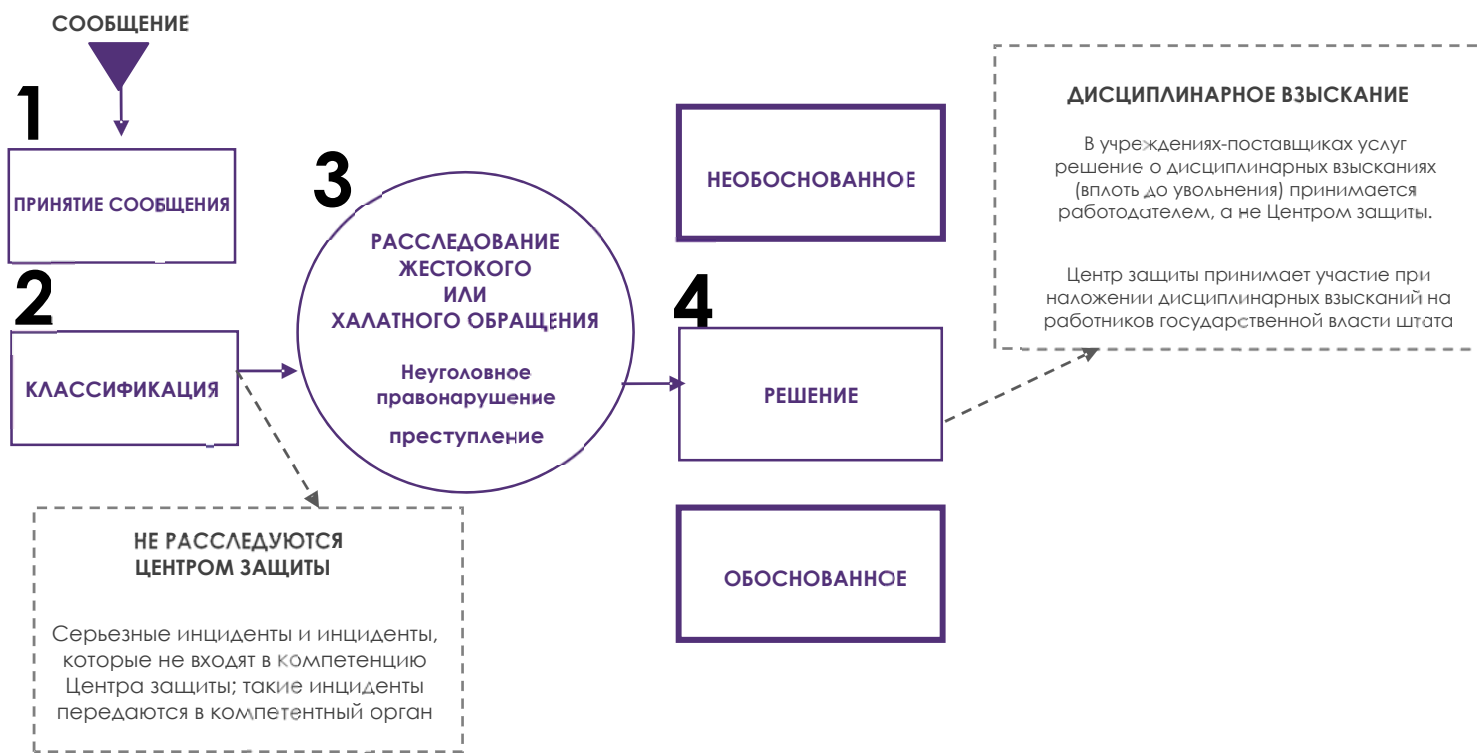 СООБЩЕНИЕ
1
ПРИНЯТИЕ СООБЩЕНИЯ
2
КЛАССИФИКАЦИЯ
НЕ РАССЛЕДУЮТСЯ
ЦЕНТРОМ ЗАЩИТЫ
Серьезные инциденты и инциденты,
которые не входят в компетенцию
Центра защиты; такие инциденты
передаются в компетентный орган
3
РАССЛЕДОВАНИЕ
ЖЕСТОКОГО
ИЛИ
ХАЛАТНОГО ОБРАЩЕНИЯ
Неуголовное
правонарушение
преступление
НЕОБОСНОВАННОЕ
4
РЕШЕНИЕ
ОБОСНОВАННОЕ
ДИСЦИПЛИНАРНОЕ ВЗЫСКАНИЕ
В учреждениях-поставщиках услуг
решение о дисциплинарных взысканиях
(вплоть до увольнения) принимается
работодателем, а не Центром защиты.
Центр защиты принимает участие при
наложении дисциплинарных взысканий на
работников государственной власти штата